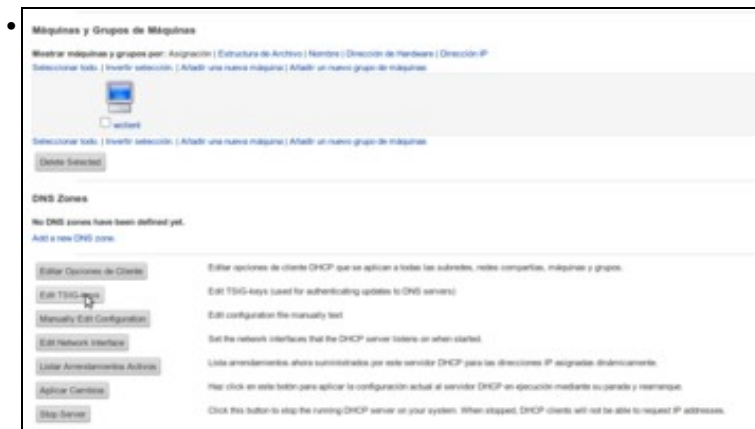 Máquinas y Grupos de Máquinas
Mostrar máquinas y grupos por: Asignación | Estructura de Archivo | Nombre | Dirección de Hardware | Dirección IP
Seleccionar todo. | Invertir selección. | Añadir una nueva máquina | Añadir un nuevo grupo de máquinas
wclient
Seleccionar todo. | Invertir selección. | Añadir una nueva máquina | Añadir un nuevo grupo de máquinas
Delete Selected
DNS Zones
No DNS zones have been defined yet.
Add a new DNS zone.
Editar Opciones de Cliente Editar opciones de cliente DHCP que se aplican a todas las subredes, redes compartias, máquinas y grupos.
Edit TSIG-keys Edit TSIG-keys (used for authenticating updates to DNS servers)
Manually Edit Configuration Edit configuration file manually text
Edit Network Interface Set the network interfaces that the DHCP server listens on when started.
Listar Arrendamientos Activos Lista arrendamientos ahora suministrados por este servidor DHCP para las direcciones IP asignadas dinámicamente.
Aplicar Cambios Haz click en este botón para aplicar la configuración actual al servidor DHCP en ejecución mediante su parada y rearranque.
Stop Server Click this button to stop the running DHCP server on your system. When stopped, DHCP clients will not be able to request IP addresses.